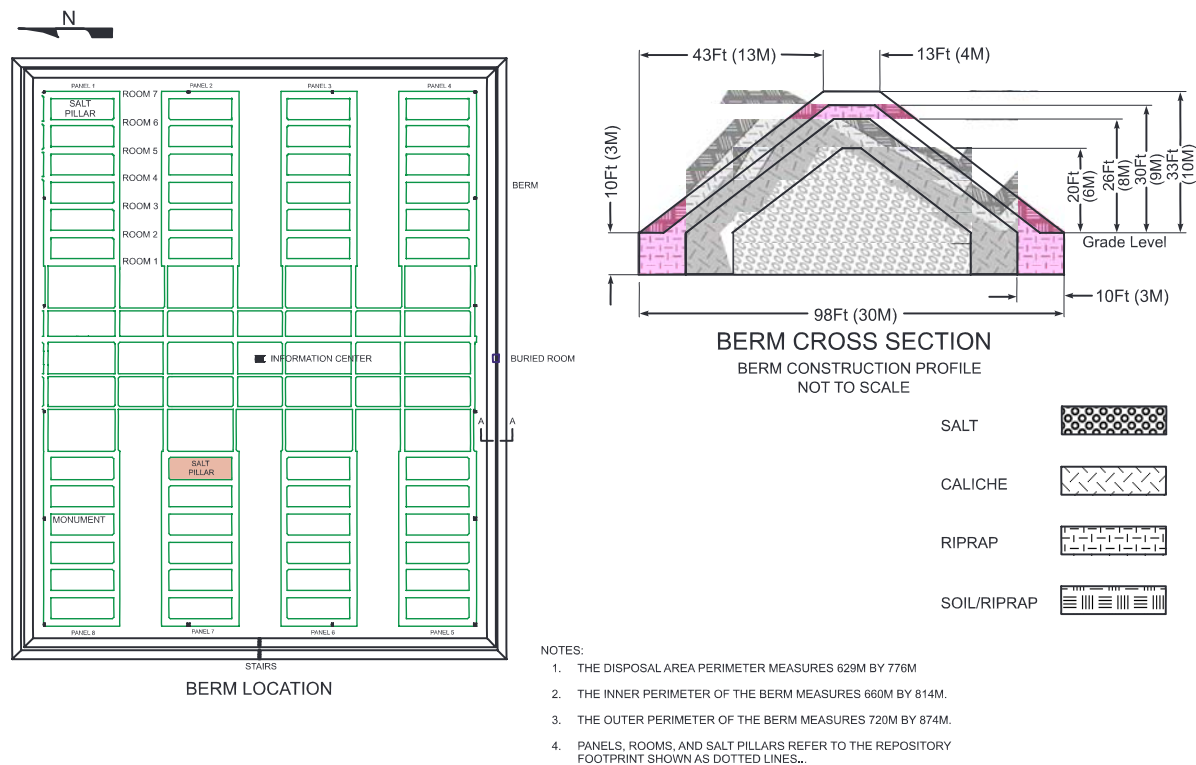 N
PANEL 1
PANEL 2
PANEL 3
PANEL 4
SALT
PILLAR
ROOM 7
ROOM 6
ROOM 5
ROOM 4
ROOM 3
ROOM 2
ROOM 1
BERM
INFORMATION CENTER
BURIED ROOM
A
A
SALT
PILLAR
MONUMENT
PANEL 8
PANEL 7
PANEL 6
PANEL 5
STAIRS
BERM LOCATION
43Ft (13M)
13Ft (4M)
10Ft (3M)
20Ft
(6M)
26Ft
(8M)
30Ft
(9M)
33Ft
(10M)
Grade Level
10Ft (3M)
98Ft (30M)
BERM CROSS SECTION
BERM CONSTRUCTION PROFILE
NOT TO SCALE
SALT
CALICHE
RIPRAP
SOIL/RIPRAP
NOTES:
1. THE DISPOSAL AREA PERIMETER MEASURES 629M BY 776M
2. THE INNER PERIMETER OF THE BERM MEASURES 660M BY 814M.
3. THE OUTER PERIMETER OF THE BERM MEASURES 720M BY 874M.
4. PANELS, ROOMS, AND SALT PILLARS REFER TO THE REPOSITORY
FOOTPRINT SHOWN AS DOTTED LINES...